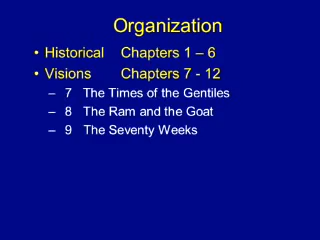 Organization
• Historical Chapters 1 – 6
• Visions Chapters 7 - 12
– 7 The Times of the Gentiles
– 8 The Ram and the Goat
– 9 The Seventy Weeks